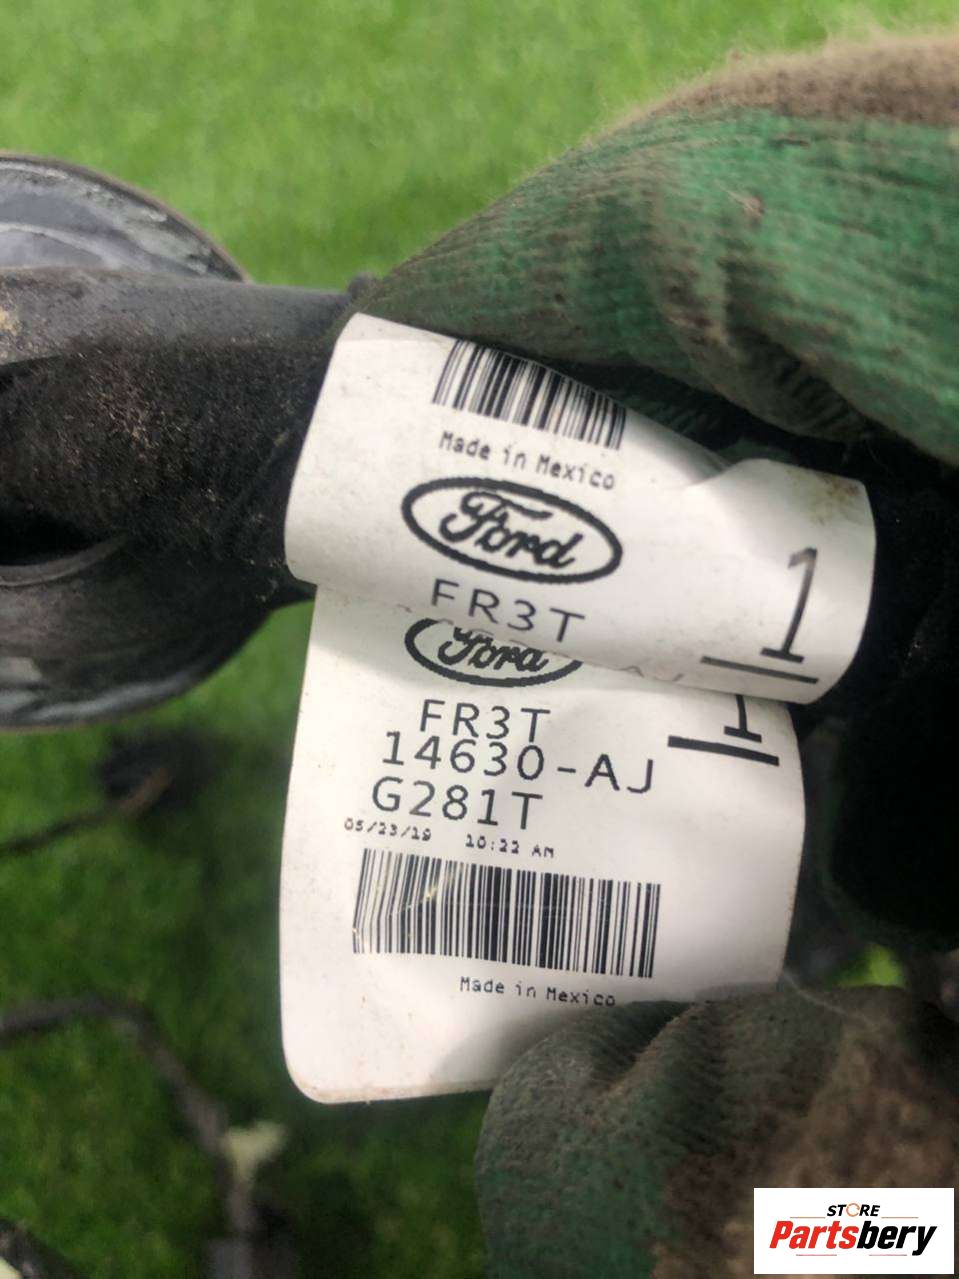 Made in Mexico
Ford
FR3T
1
Ford
FR3T
1
14630-AJ
G281T
05/23/19 10:22 AM
Made in Mexico
STORE
Partsbery